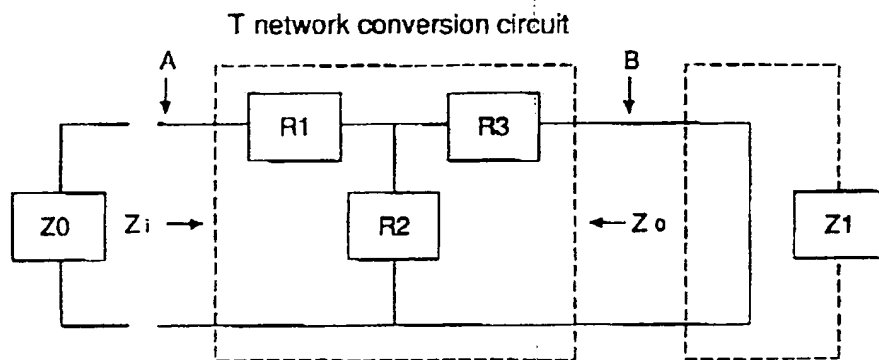 T network conversion circuit
A
B
R1
R3
Z0
Zi
R2
Zo
Z1